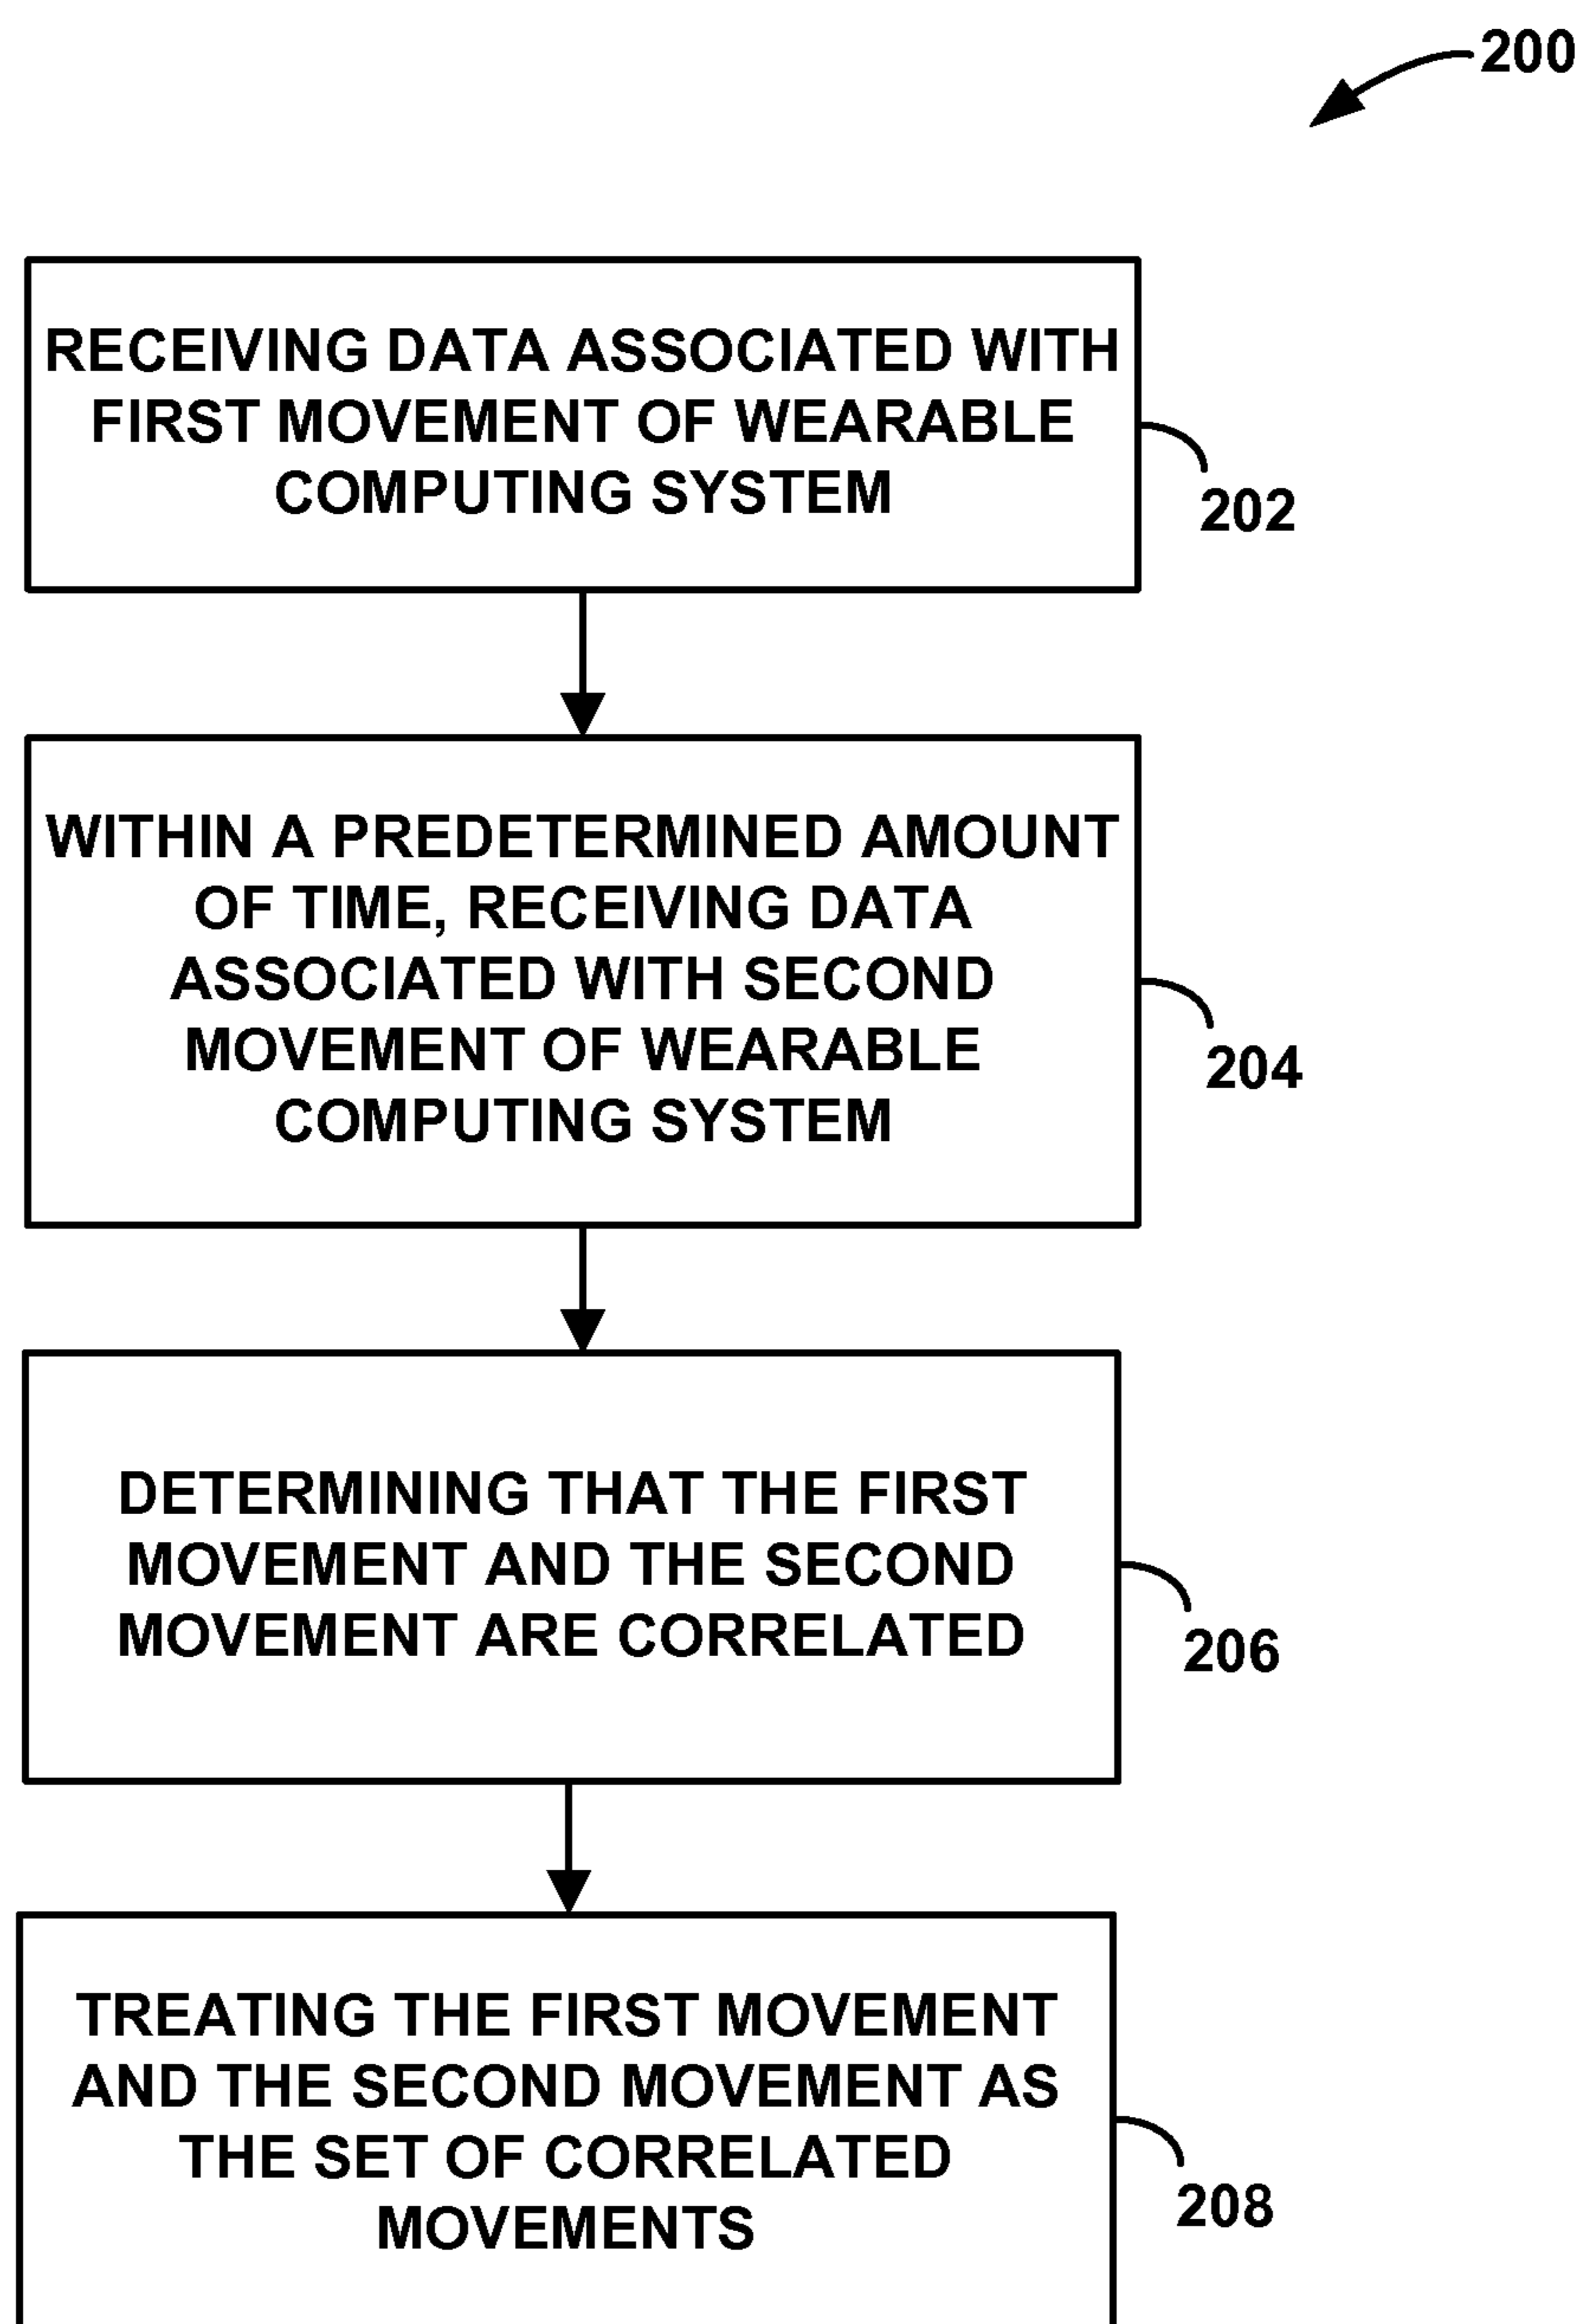 200
RECEIVING DATA ASSOCIATED WITH
FIRST MOVEMENT OF WEARABLE
COMPUTING SYSTEM
202
WITHIN A PREDETERMINED AMOUNT
OF TIME, RECEIVING DATA
ASSOCIATED WITH SECOND
MOVEMENT OF WEARABLE
COMPUTING SYSTEM
204
DETERMINING THAT THE FIRST
MOVEMENT AND THE SECOND
MOVEMENT ARE CORRELATED
206
TREATING THE FIRST MOVEMENT
AND THE SECOND MOVEMENT AS
THE SET OF CORRELATED
MOVEMENTS
208